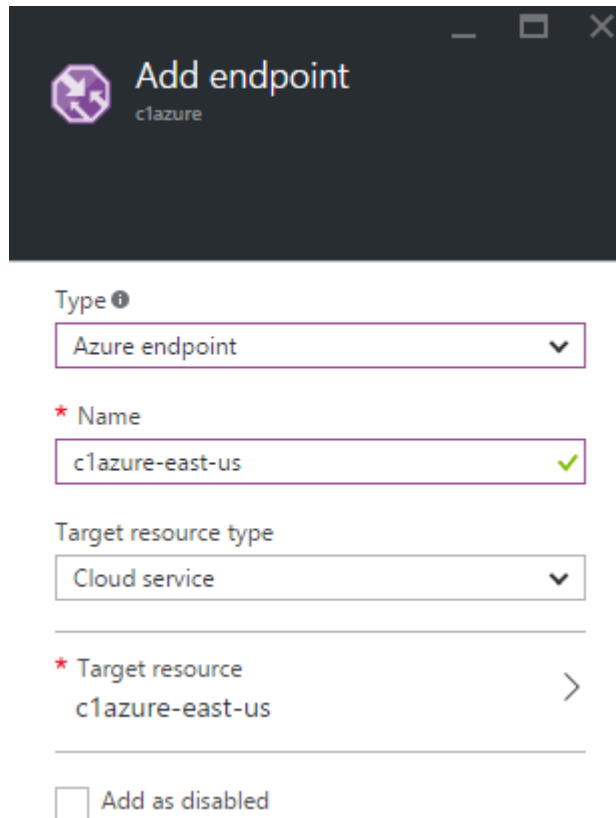 Add endpoint
c1azure
Type
Azure endpoint
* Name
c1azure-east-us
Target resource type
Cloud service
* Target resource
c1azure-east-us
Add as disabled